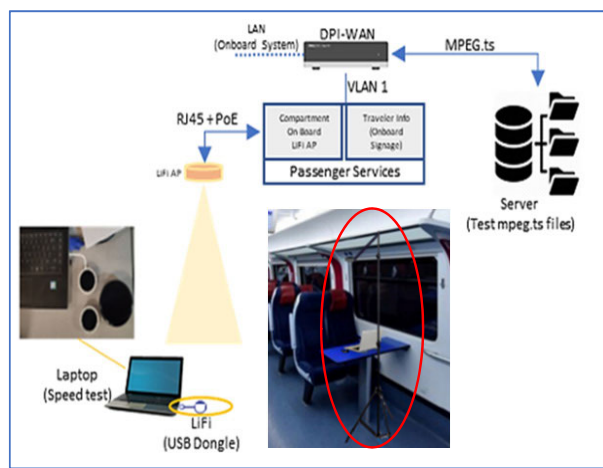 LAN
(Onboard System)
DPI-WAN
MPEG.ts
VLAN 1
RJ45 + PoE
Compartment
On Board
LiFi AP
Traveler Info
(Onboard
Signage)
Passenger Services
LiFi AP
Server
(Test mpeg.ts files)
Laptop
(Speed test)
LiFi
(USB Dongle)